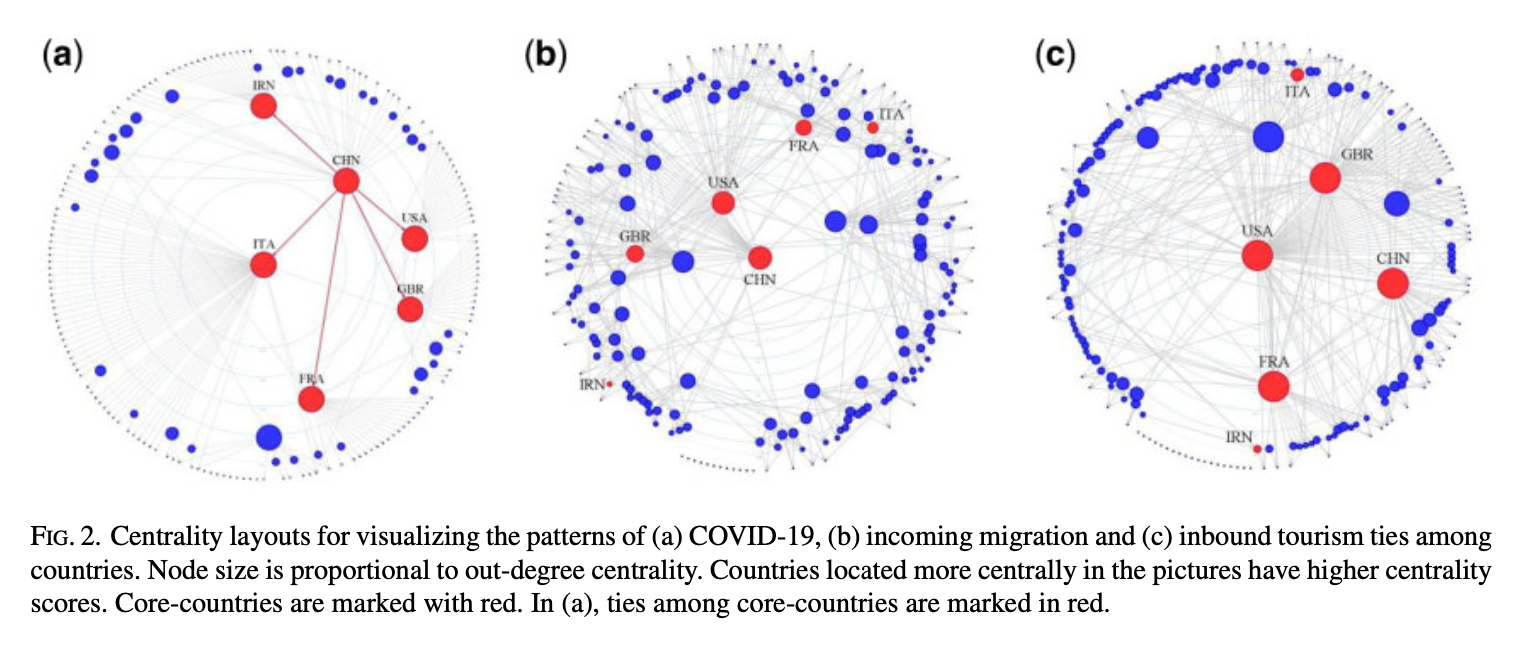 (a)
IRN
CHN
USA
ITA
GBR
FRA
(b)
ITA
FRA
USA
GBR
CHN
IRN
(c)
ITA
GBR
USA
CHN
FRA
IRN
FIG. 2. Centrality layouts for visualizing the patterns of (a) COVID-19, (b) incoming migration and (c) inbound tourism ties among
countries. Node size is proportional to out-degree centrality. Countries located more centrally in the pictures have higher centrality
scores. Core-countries are marked with red. In (a), ties among core-countries are marked in red.